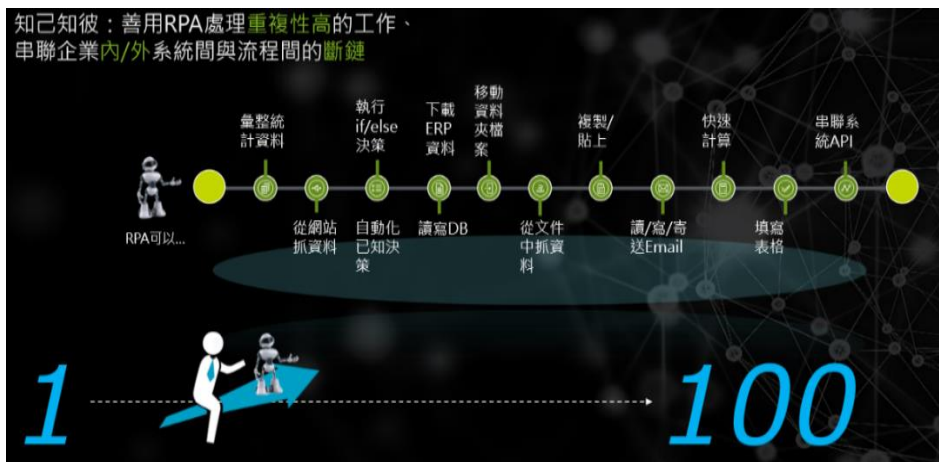 知己知彼：善用RPA處理重複性高的工作、
串聯企業內/外系統間與流程間的斷鏈
彙整統
計資料
執行
if/else
決策
下載
ERP
資料
移動
資料
夾檔
案
複製/
貼上
快速
計算
串聯系
統API
RPA可以...
從網站
抓資料
自動化
已知決
策
讀寫DB
從文件
中抓資
料
讀/寫/寄
送Email
填寫
表格
1
100